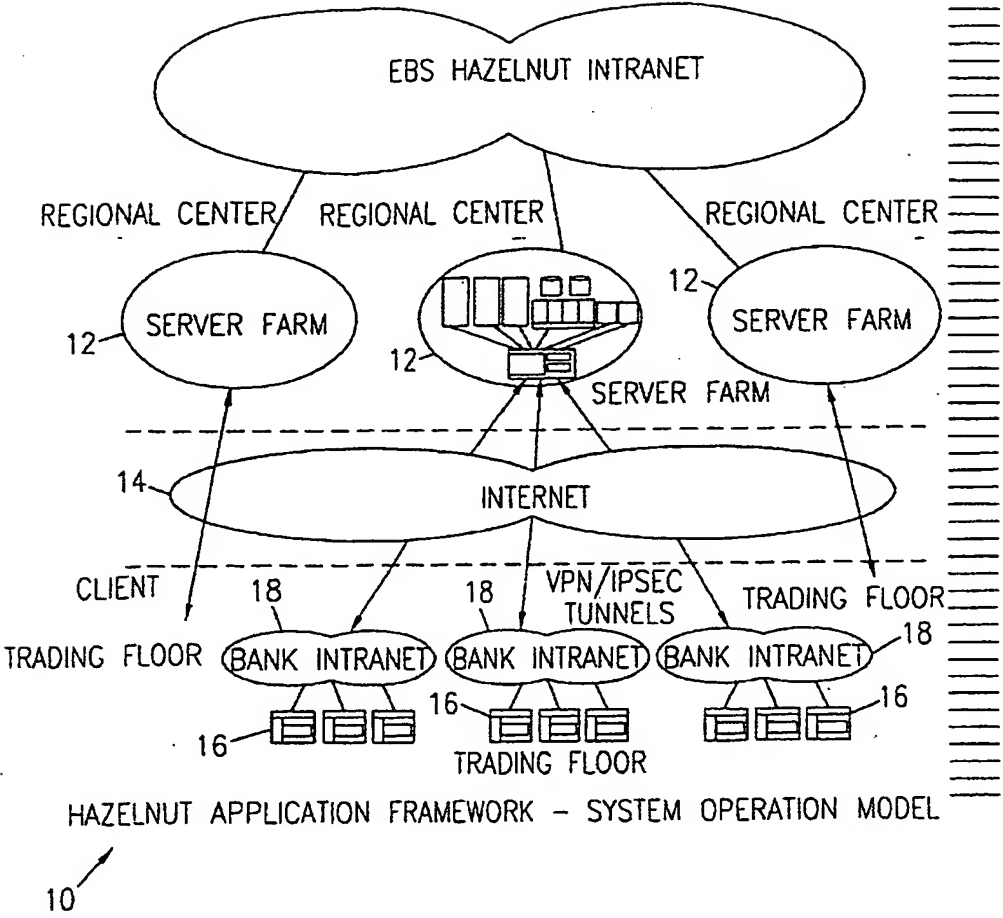 EBS HAZELNUT INTRANET
REGIONAL CENTER
REGIONAL CENTER
REGIONAL CENTER
12
SERVER FARM
12
12
SERVER FARM
12
SERVER FARM
14
INTERNET
CLIENT
VPN/IPSEC
TUNNELS
TRADING FLOOR
18
18
18
TRADING FLOOR
BANK INTRANET
BANK INTRANET
BANK INTRANET
16
16
16
TRADING FLOOR
HAZELNUT APPLICATION FRAMEWORK – SYSTEM OPERATION MODEL
10